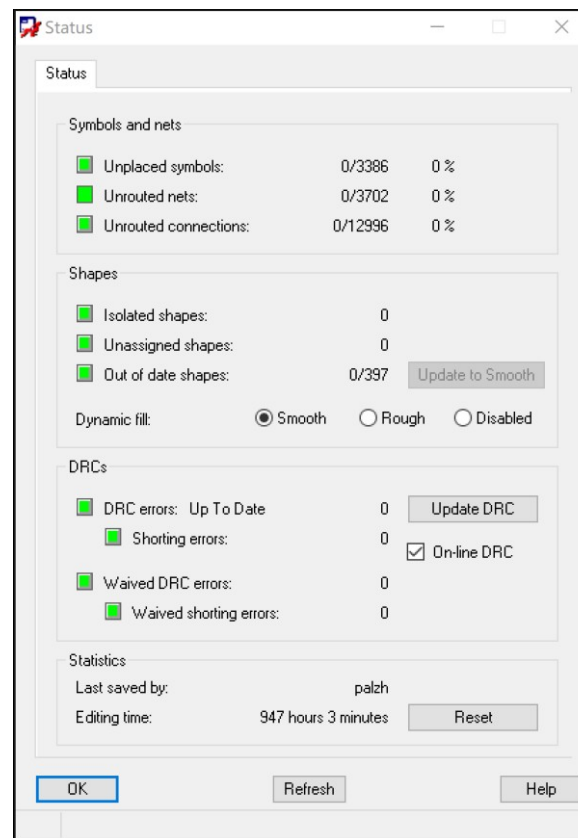 Status
Status
Symbols and nets
Unplaced symbols: 0/3386 0 %
Unrouted nets: 0/3702 0 %
Unrouted connections: 0/12996 0 %
Shapes
Isolated shapes: 0
Unassigned shapes: 0
Out of date shapes: 0/397 Update to Smooth
Dynamic fill: Smooth Rough Disabled
DRCs
DRC errors: Up To Date 0 Update DRC
Shorting errors: 0
On-line DRC
Waived DRC errors: 0
Waived shorting errors: 0
Statistics
Last saved by: palzh
Editing time: 947 hours 3 minutes Reset
OK Refresh Help